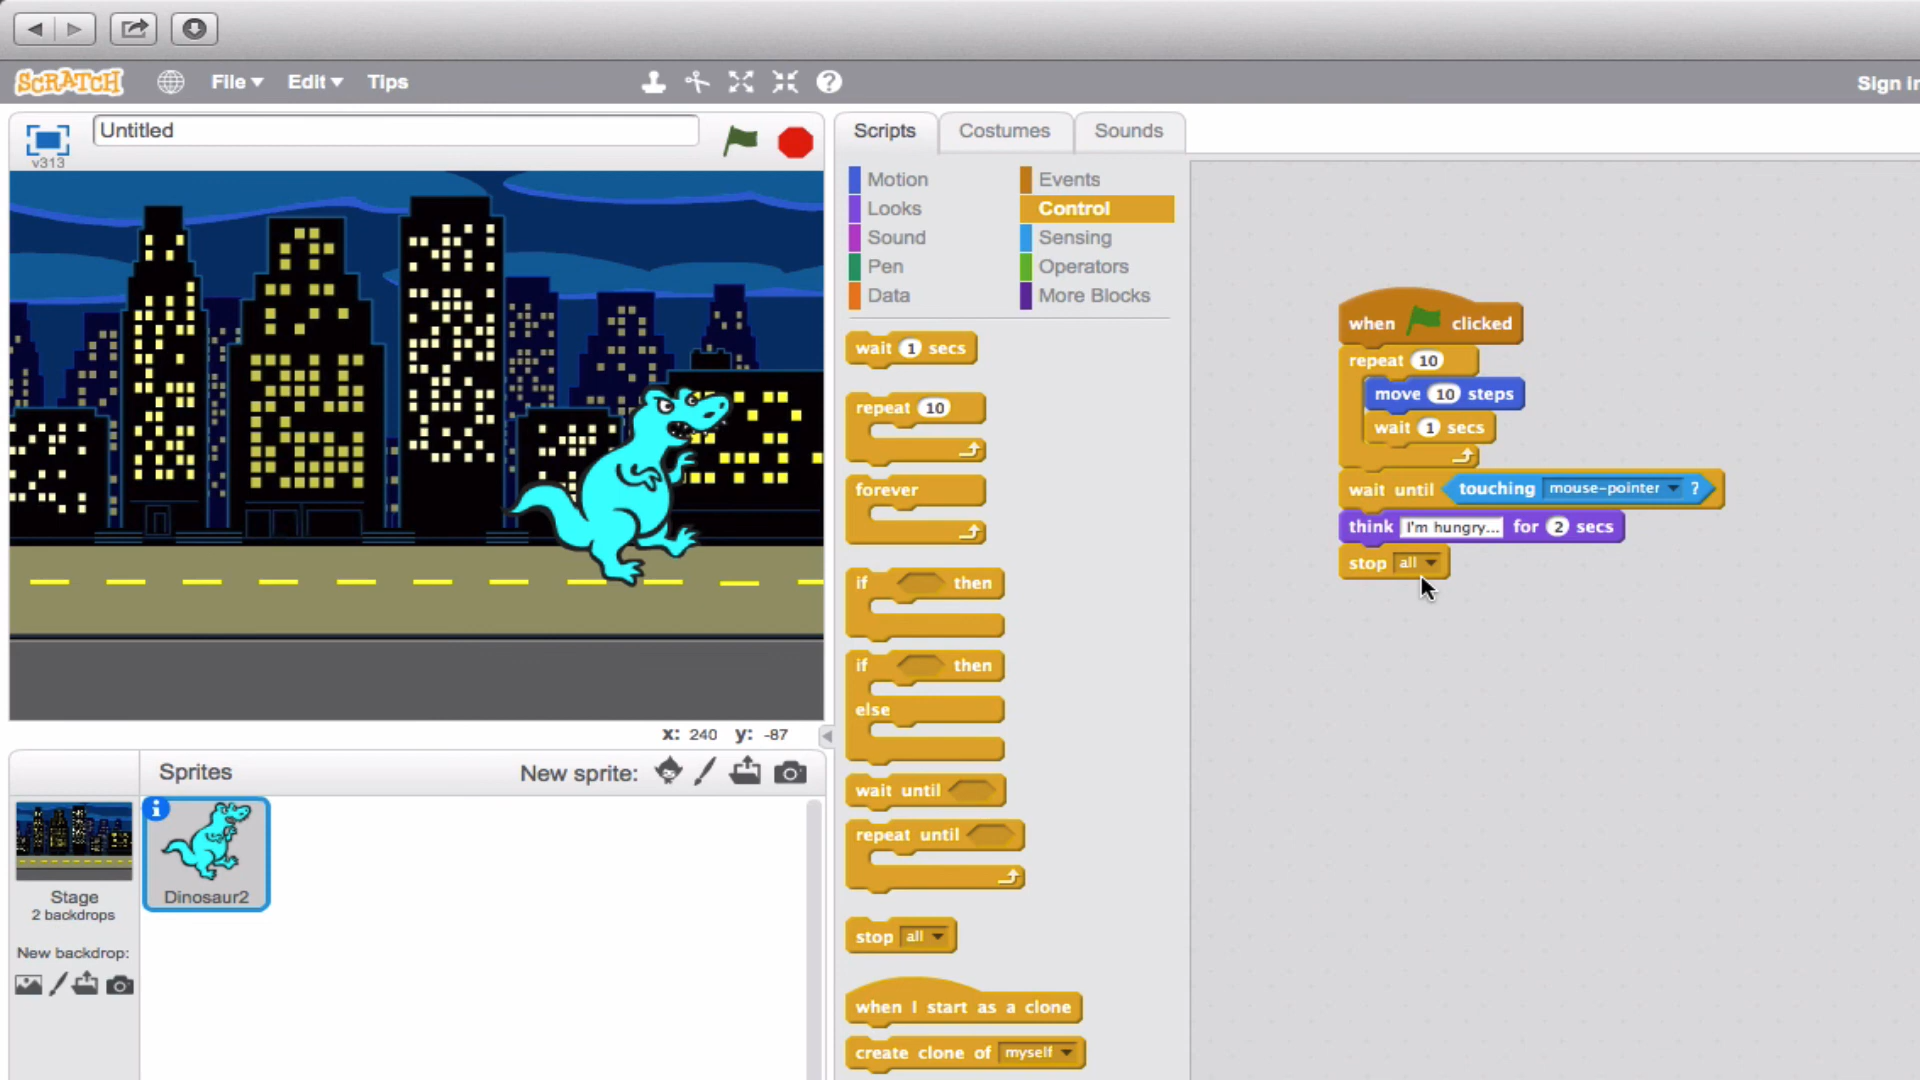 SCRATCH File Edit Tips Sign In
Untitled
v313
Scripts Costumes Sounds
Motion Events
Looks Control
Sound Sensing
Pen Operators
Data More Blocks
wait 1 secs
repeat 10
forever
if then
if then
else
wait until
repeat until
stop all
when I start as a clone
create clone of myself
when clicked
repeat 10
move 10 steps
wait 1 secs
wait until touching mouse-pointer ?
think I'm hungry... for 2 secs
stop all
x: 240 y: -87
Sprites New sprite:
Stage
2 backdrops
New backdrop:
Dinosaur2